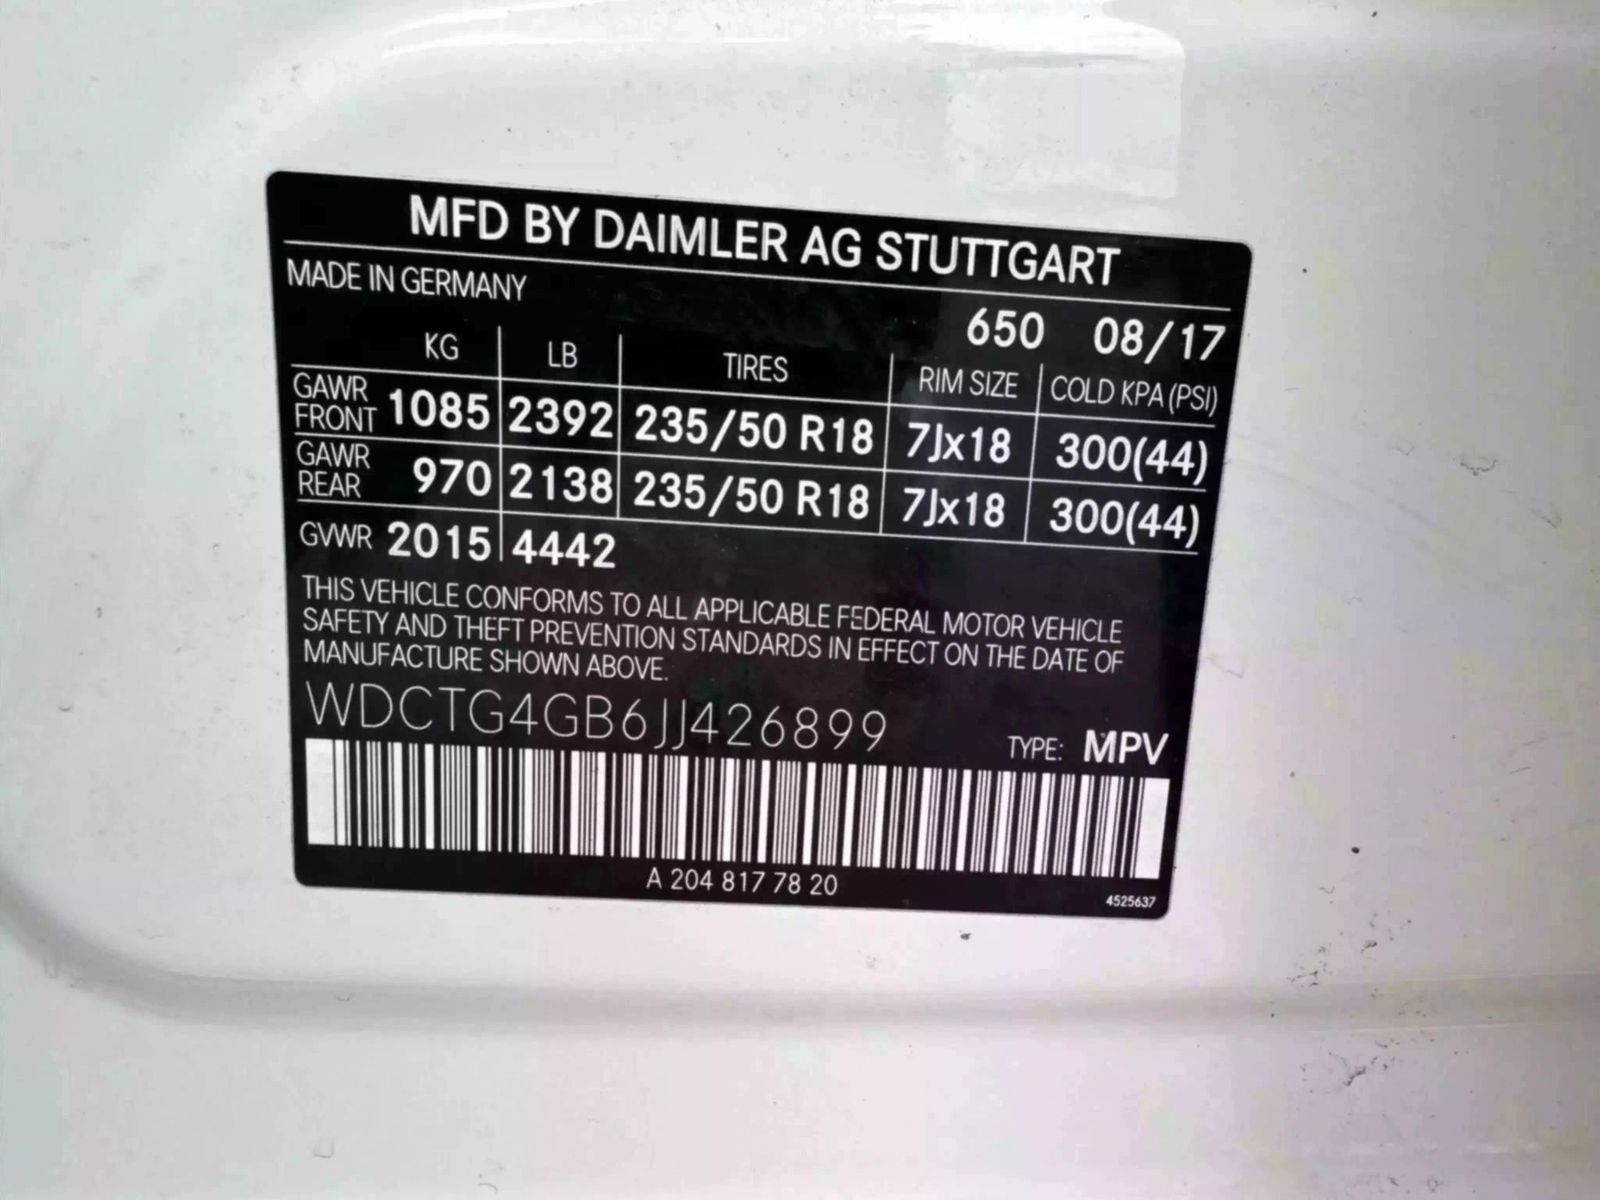 MFD BY DAIMLER AG STUTTGART
MADE IN GERMANY
650 08/17
KG LB TIRES RIM SIZE COLD KPA (PSI)
GAWR FRONT 1085 2392 235/50 R18 7Jx18 300(44)
GAWR REAR 970 2138 235/50 R18 7Jx18 300(44)
GVWR 2015 4442
THIS VEHICLE CONFORMS TO ALL APPLICABLE FEDERAL MOTOR VEHICLE
SAFETY AND THEFT PREVENTION STANDARDS IN EFFECT ON THE DATE OF
MANUFACTURE SHOWN ABOVE.
WDCTG4GB6JJ426899
TYPE: MPV
A 204 817 78 20
4525637